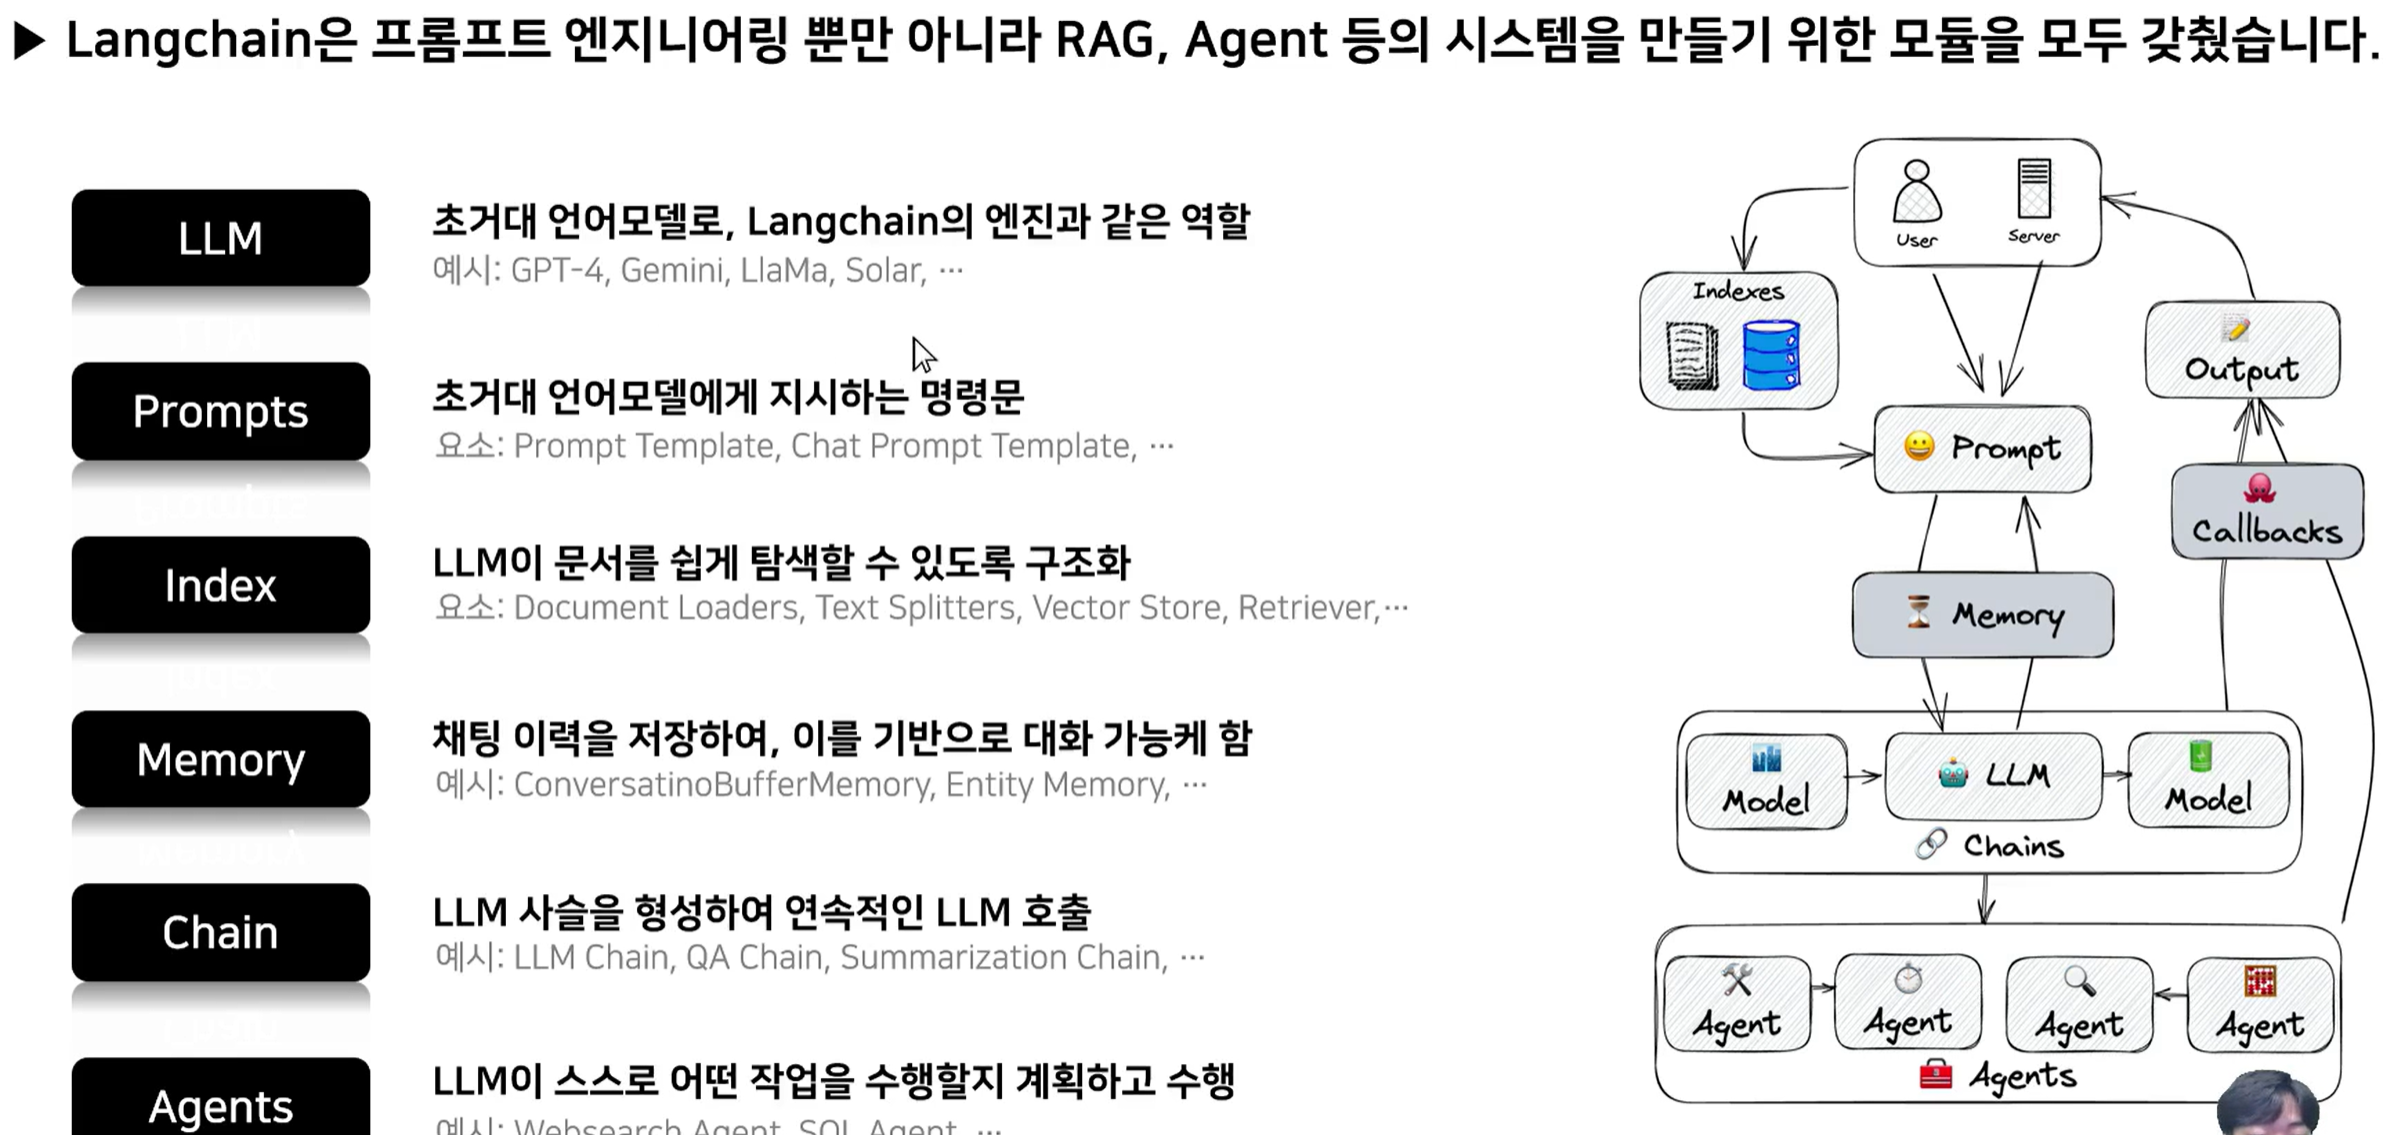 ▶ Langchain은 프롬프트 엔지니어링 뿐만 아니라 RAG, Agent 등의 시스템을 만들기 위한 모듈을 모두 갖췄습니다.
LLM
초거대 언어모델로, Langchain의 엔진과 같은 역할
예시: GPT-4, Gemini, LlaMa, Solar, ⋯
Prompts
초거대 언어모델에게 지시하는 명령문
요소: Prompt Template, Chat Prompt Template, ⋯
Index
LLM이 문서를 쉽게 탐색할 수 있도록 구조화
요소: Document Loaders, Text Splitters, Vector Store, Retriever,⋯
Memory
채팅 이력을 저장하여, 이를 기반으로 대화 가능케 함
예시: ConversatinoBufferMemory, Entity Memory, ⋯
Chain
LLM 사슬을 형성하여 연속적인 LLM 호출
예시: LLM Chain, QA Chain, Summarization Chain, ⋯
Agents
LLM이 스스로 어떤 작업을 수행할지 계획하고 수행
예시: Websearch Agent, SQL Agent, ⋯
User
Server
Indexes
Output
Prompt
Callbacks
Memory
Model
LLM
Model
Chains
Agent
Agent
Agent
Agent
Agents